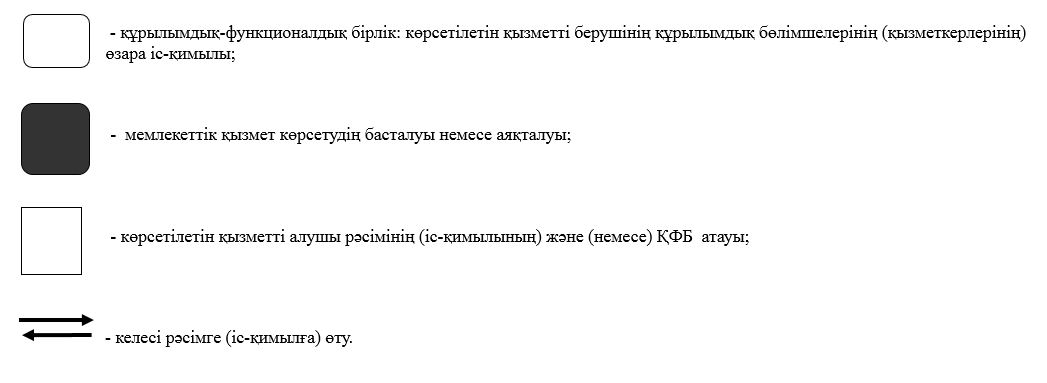 - құрылымдық-функционалдық бірлік: көрсетілетін қызметті берушінің құрылымдық бөлімшелерінің (қызметкерлерінің)
өзара іс-қимылы;
- мемлекеттік қызмет көрсетудің басталуы немесе аяқталуы;
- көрсетілетін қызметті алушы рәсімінің (іс-қимылының) және (немесе) ҚФБ атауы;
- келесі рәсімге (іс-қимылға) өту.